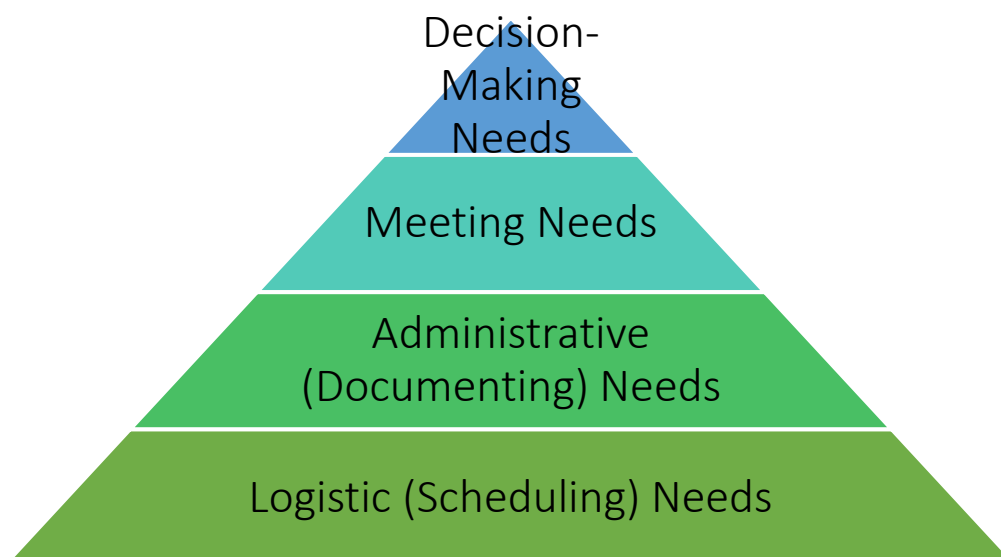 Decision-
Making
Needs
Meeting Needs
Administrative
(Documenting) Needs
Logistic (Scheduling) Needs